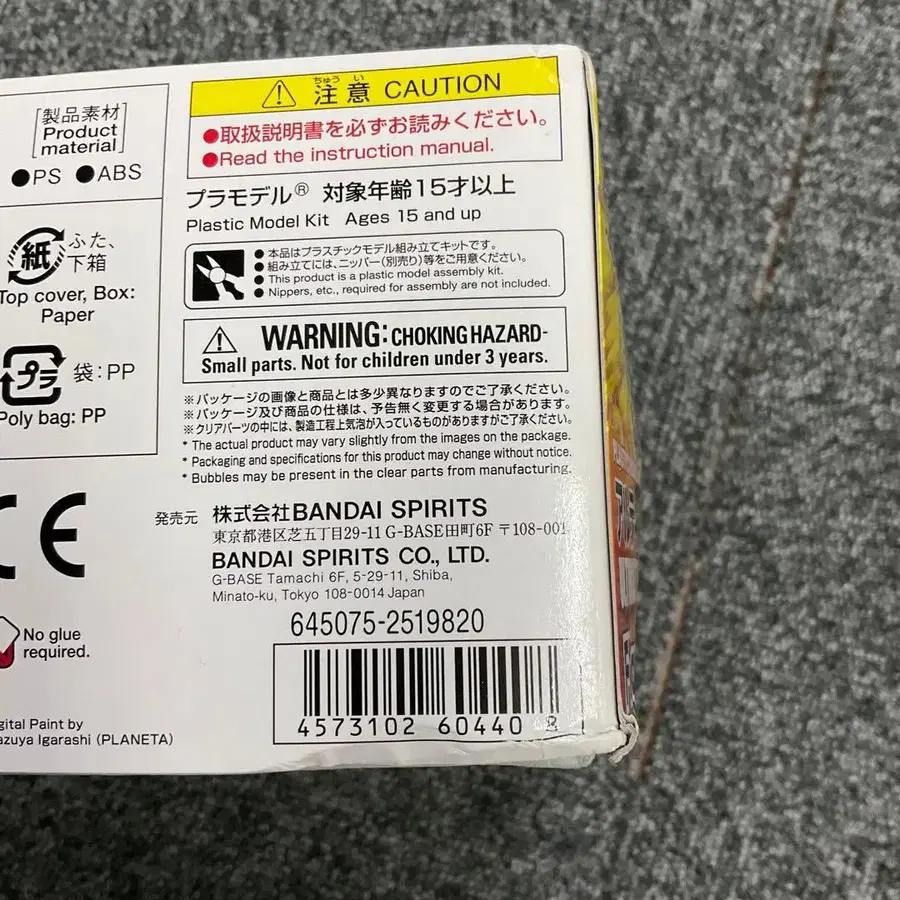 [製品素材]
Product
material
●PS ●ABS
紙 ふた、
下箱
Top cover, Box:
Paper
プラ 袋:PP
Poly bag: PP
CE
No glue
required.
gital Paint by
azuya Igarashi (PLANETA)
ちゅう い
注意 CAUTION
●取扱説明書を必ずお読みください。
●Read the instruction manual.
プラモデル® 対象年齢15才以上
Plastic Model Kit Ages 15 and up
● 本品はプラスチックモデル組み立てキットです。
● 組み立てには、ニッパー(別売り)等をご用意ください。
● This product is a plastic model assembly kit.
● Nippers, etc., required for assembly are not included.
WARNING: CHOKING HAZARD-
Small parts. Not for children under 3 years.
※パッケージの画像と商品とは多少異なりますのでご了承ください。
※パッケージ及び商品の仕様は、予告無く変更する場合があります。
※クリアパーツの中には、製造工程上気泡が入っているものがありますがご了承ください。
* The actual product may vary slightly from the images on the package.
* Packaging and specifications for this product may change without notice.
* Bubbles may be present in the clear parts from manufacturing.
発売元 株式会社BANDAI SPIRITS
東京都港区芝五丁目29-11 G-BASE田町6F 〒108-001
BANDAI SPIRITS CO., LTD.
G-BASE Tamachi 6F, 5-29-11, Shiba,
Minato-ku, Tokyo 108-0014 Japan
645075-2519820
4573102 60440 8